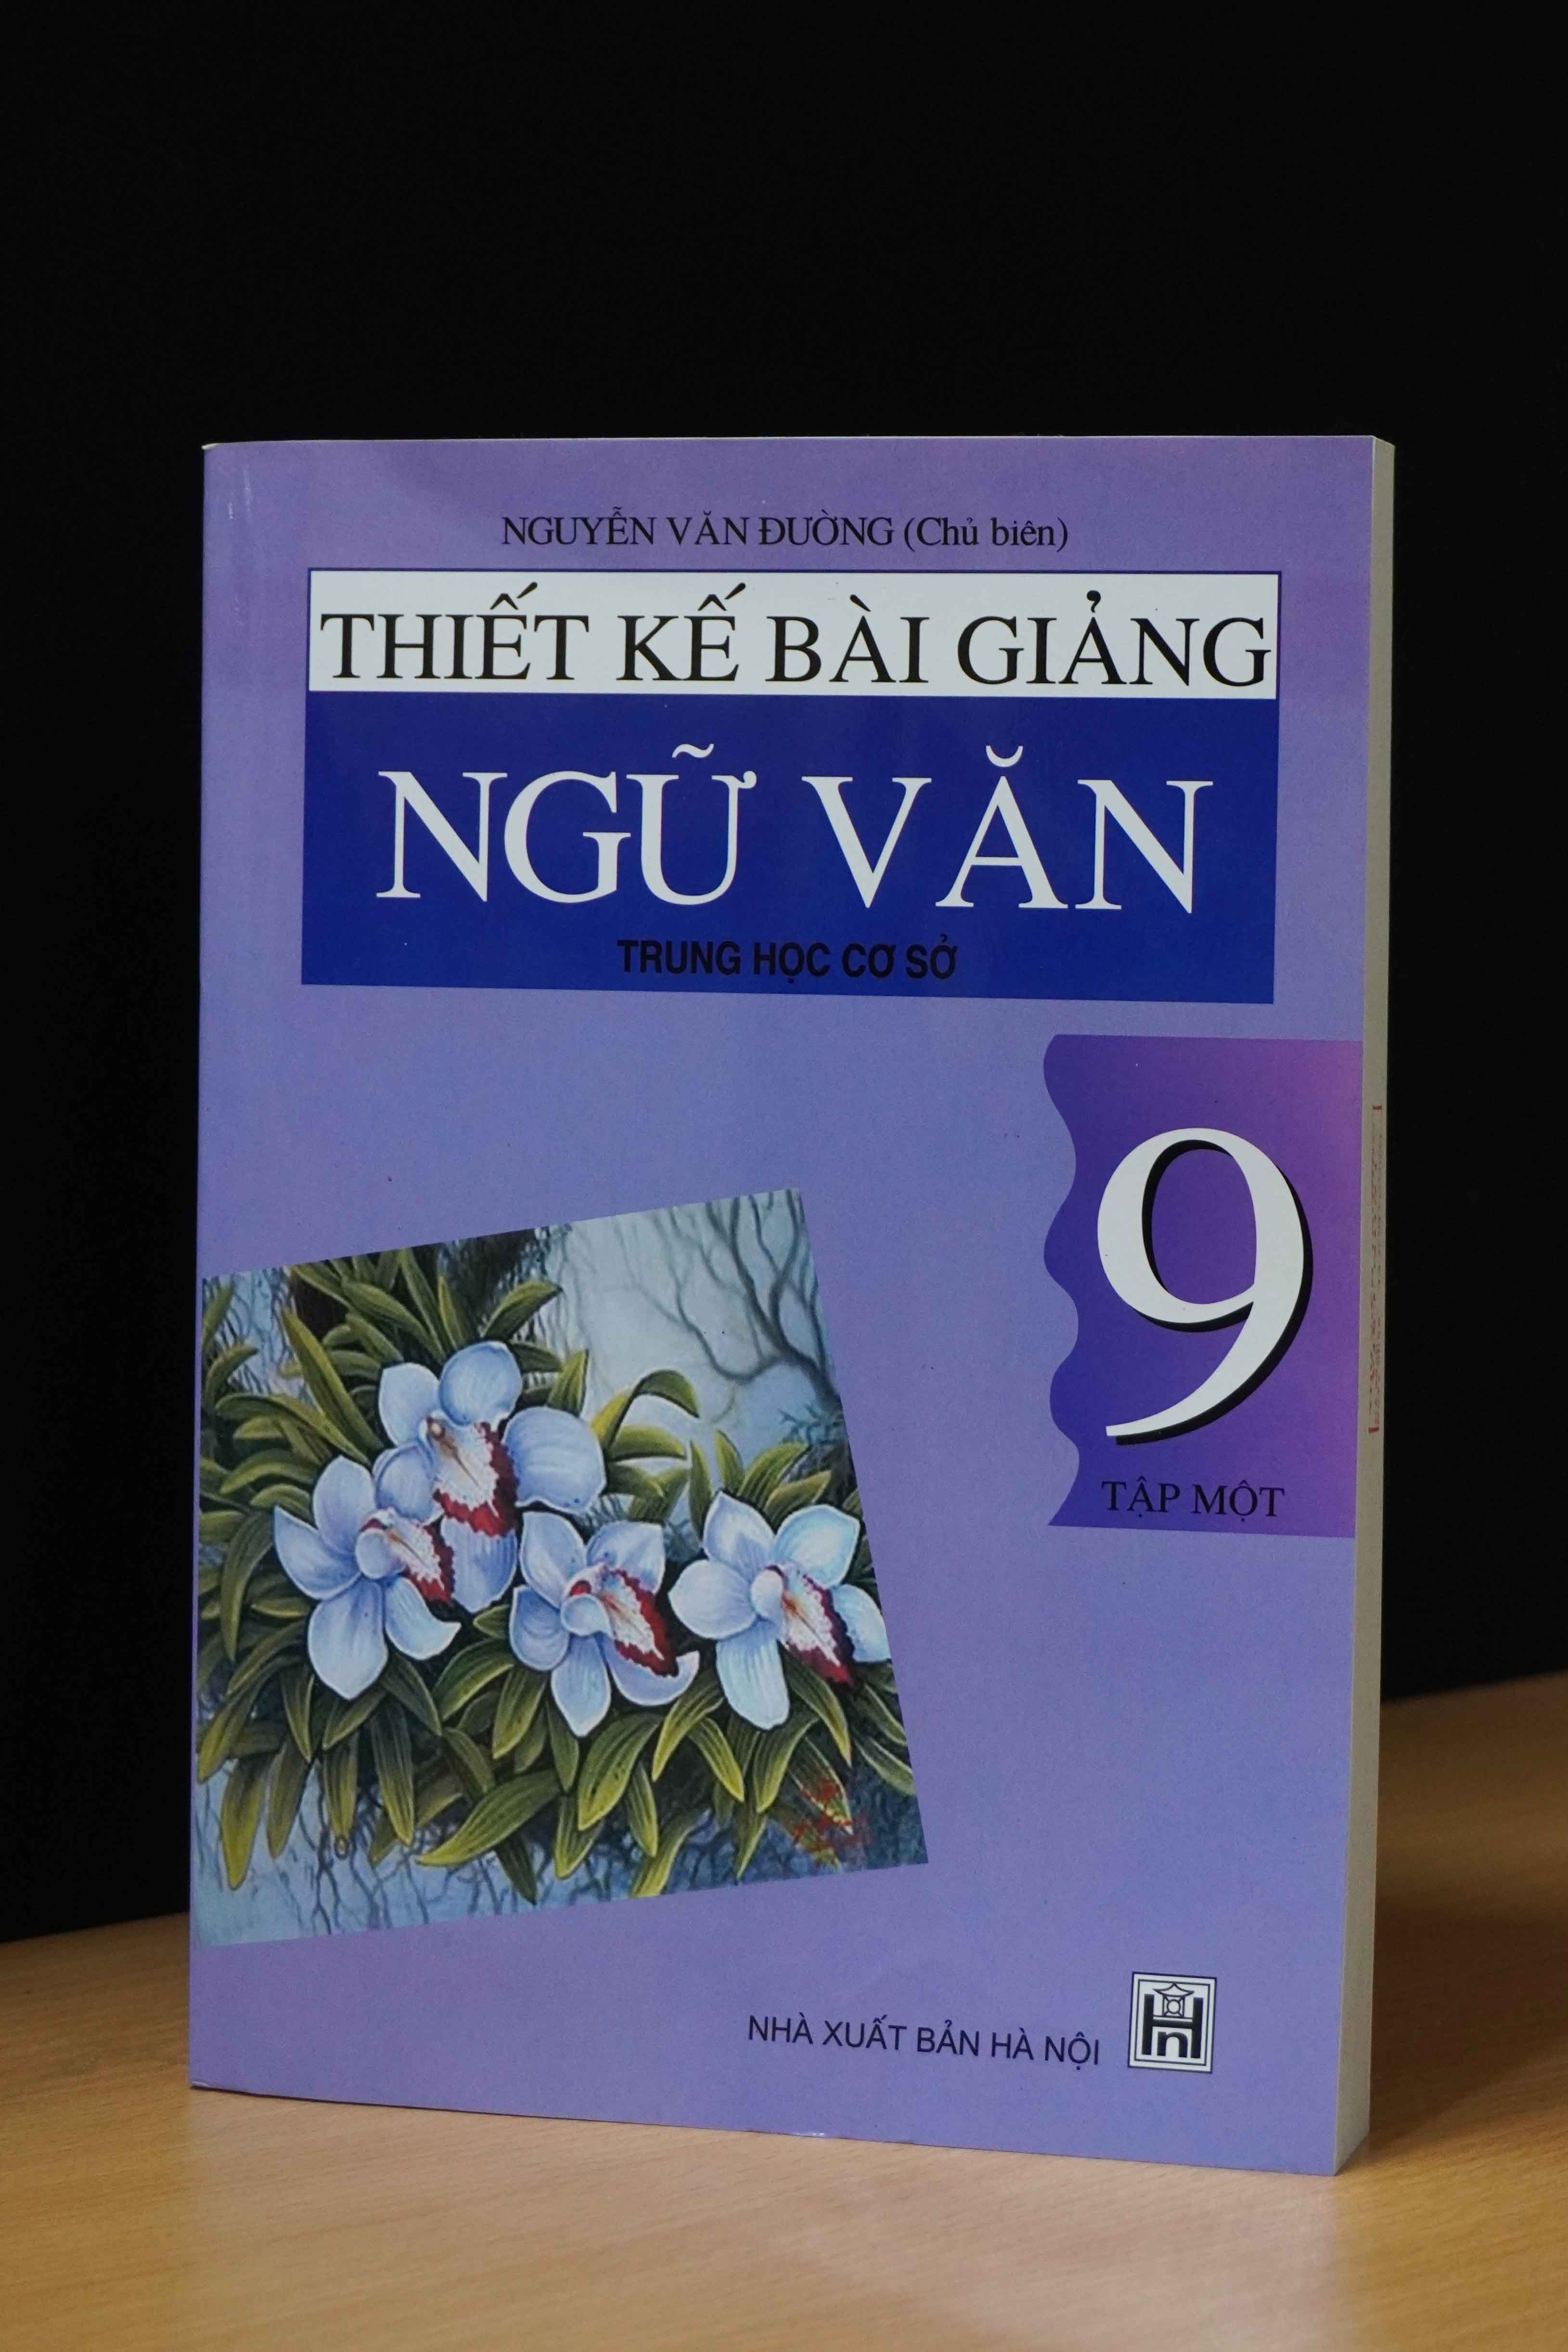 NGUYỄN VĂN ĐƯỜNG (Chủ biên)
THIẾT KẾ BÀI GIẢNG
NGỮ VĂN
TRUNG HỌC CƠ SỞ
9
TẬP MỘT
NHÀ XUẤT BẢN HÀ NỘI
Hn